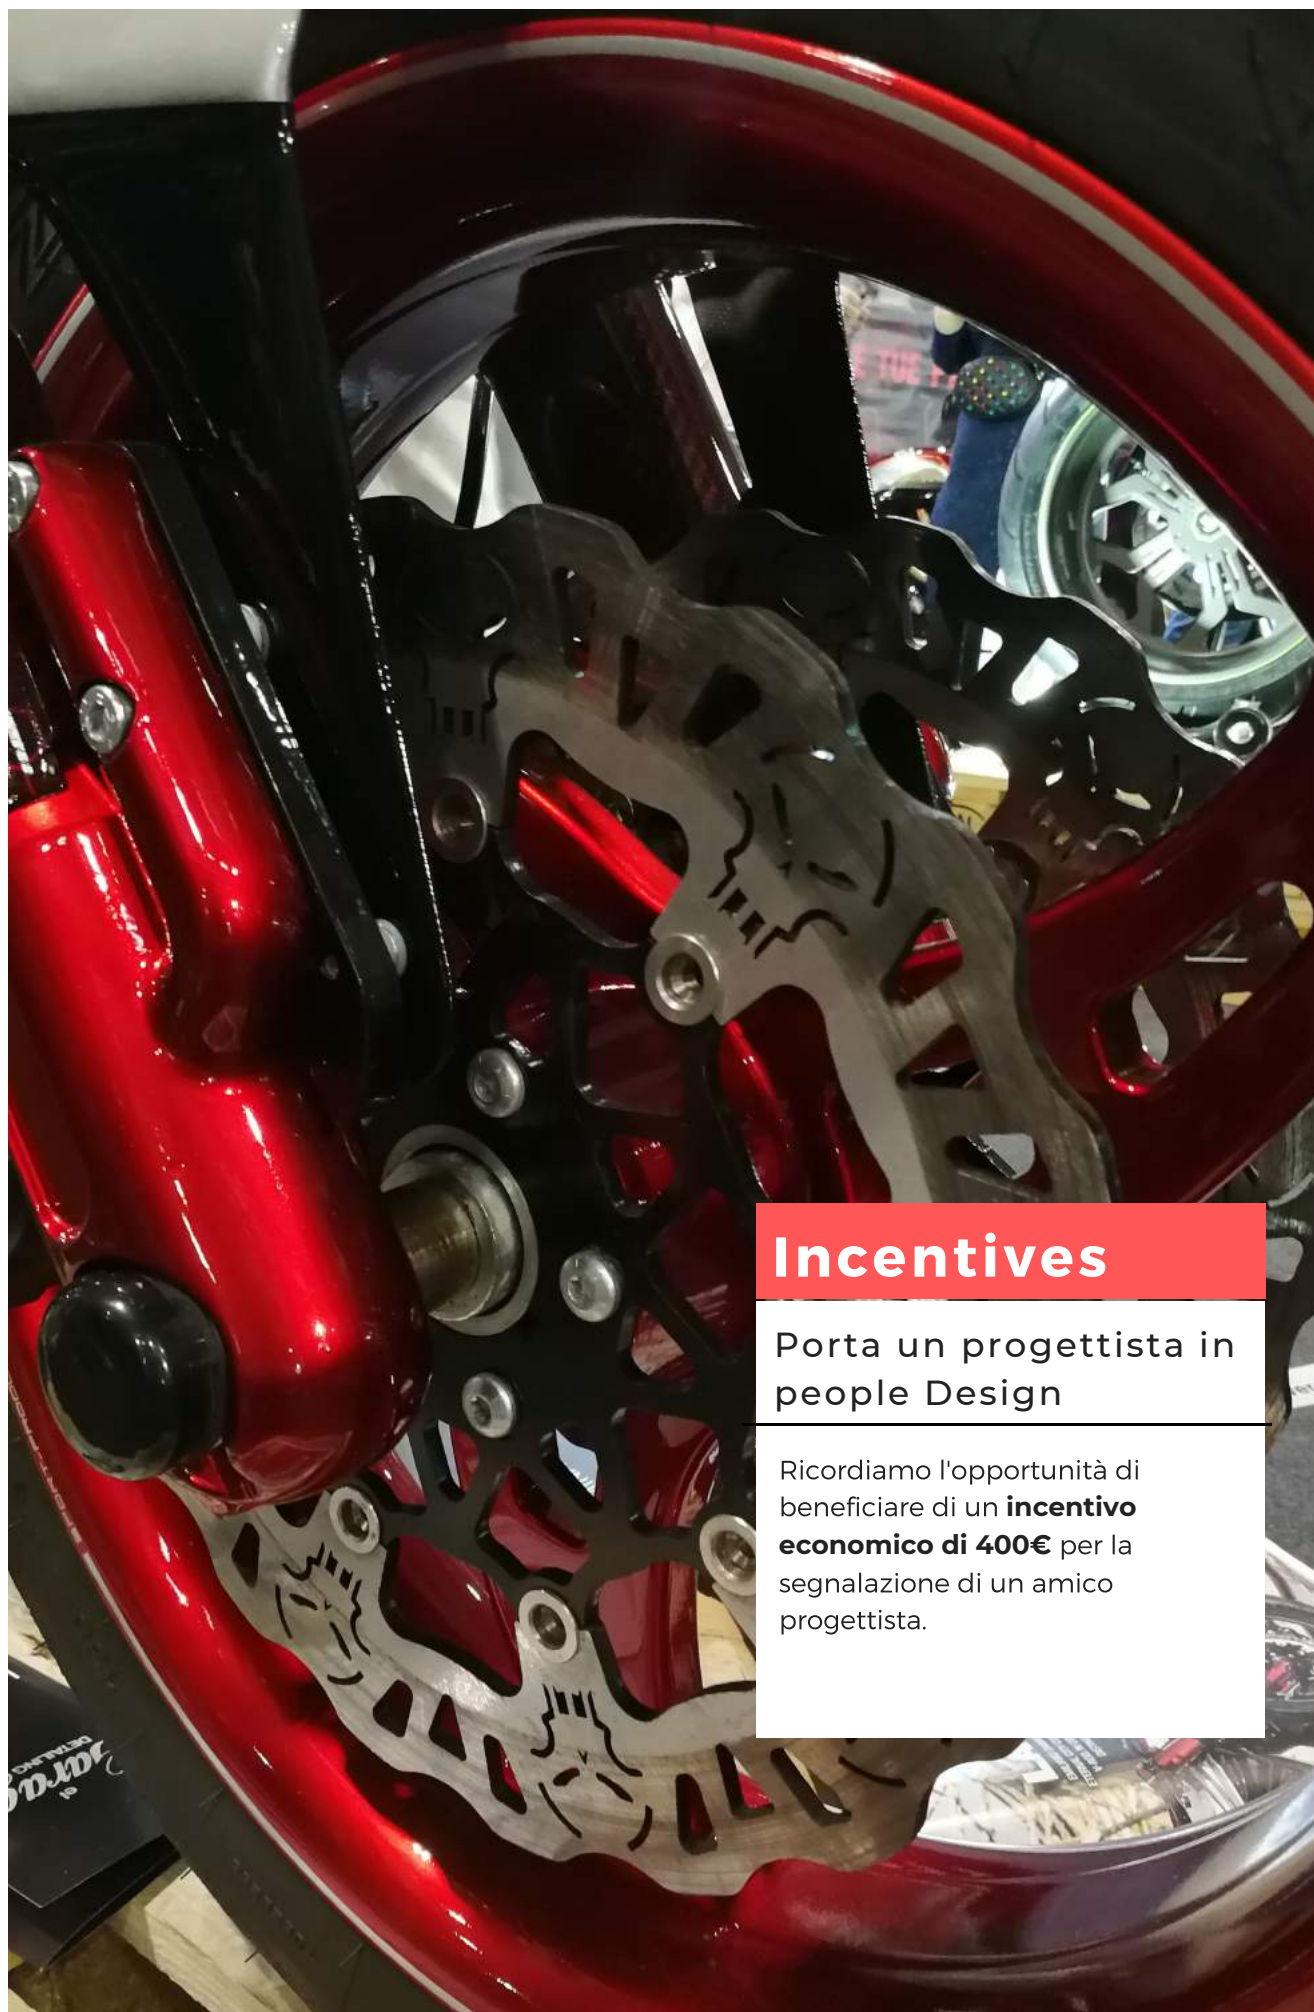 Incentives
Porta un progettista in
people Design
Ricordiamo l'opportunità di
beneficiare di un incentivo
economico di 400€ per la
segnalazione di un amico
progettista.